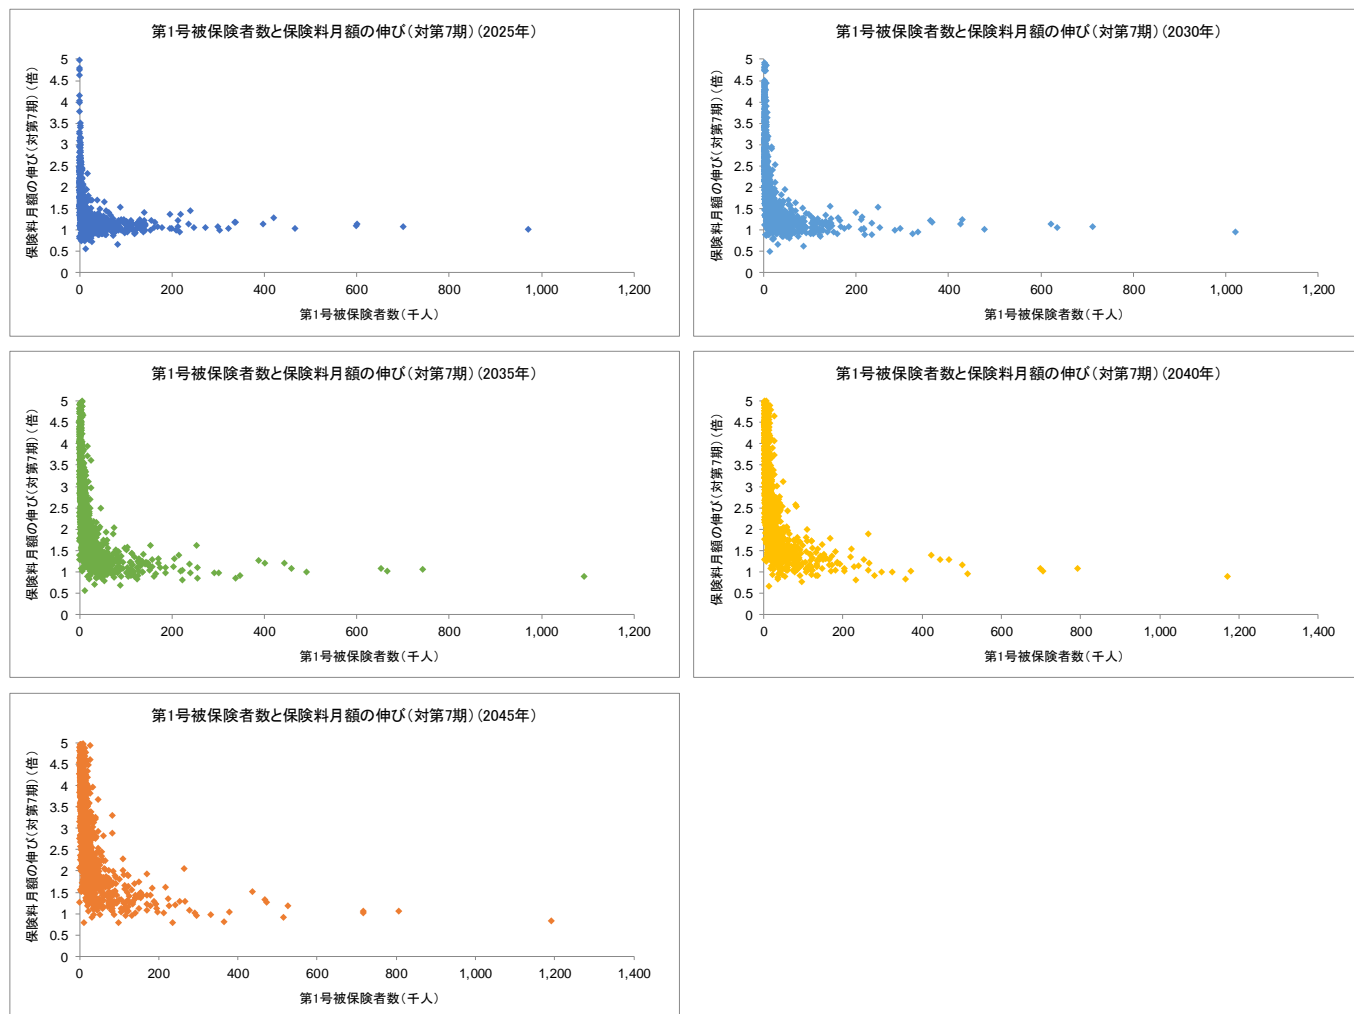 第1号被保険者数と保険料月額の伸び(対第7期)(2025年)
保険料月額の伸び(対第7期)(倍)
5
4.5
4
3.5
3
2.5
2
1.5
1
0.5
0
0 200 400 600 800 1,000 1,200
第1号被保険者数(千人)
第1号被保険者数と保険料月額の伸び(対第7期)(2030年)
保険料月額の伸び(対第7期)(倍)
5
4.5
4
3.5
3
2.5
2
1.5
1
0.5
0
0 200 400 600 800 1,000 1,200
第1号被保険者数(千人)
第1号被保険者数と保険料月額の伸び(対第7期)(2035年)
保険料月額の伸び(対第7期)(倍)
5
4.5
4
3.5
3
2.5
2
1.5
1
0.5
0
0 200 400 600 800 1,000 1,200
第1号被保険者数(千人)
第1号被保険者数と保険料月額の伸び(対第7期)(2040年)
保険料月額の伸び(対第7期)(倍)
5
4.5
4
3.5
3
2.5
2
1.5
1
0.5
0
0 200 400 600 800 1,000 1,200 1,400
第1号被保険者数(千人)
第1号被保険者数と保険料月額の伸び(対第7期)(2045年)
保険料月額の伸び(対第7期)(倍)
5
4.5
4
3.5
3
2.5
2
1.5
1
0.5
0
0 200 400 600 800 1,000 1,200 1,400
第1号被保険者数(千人)